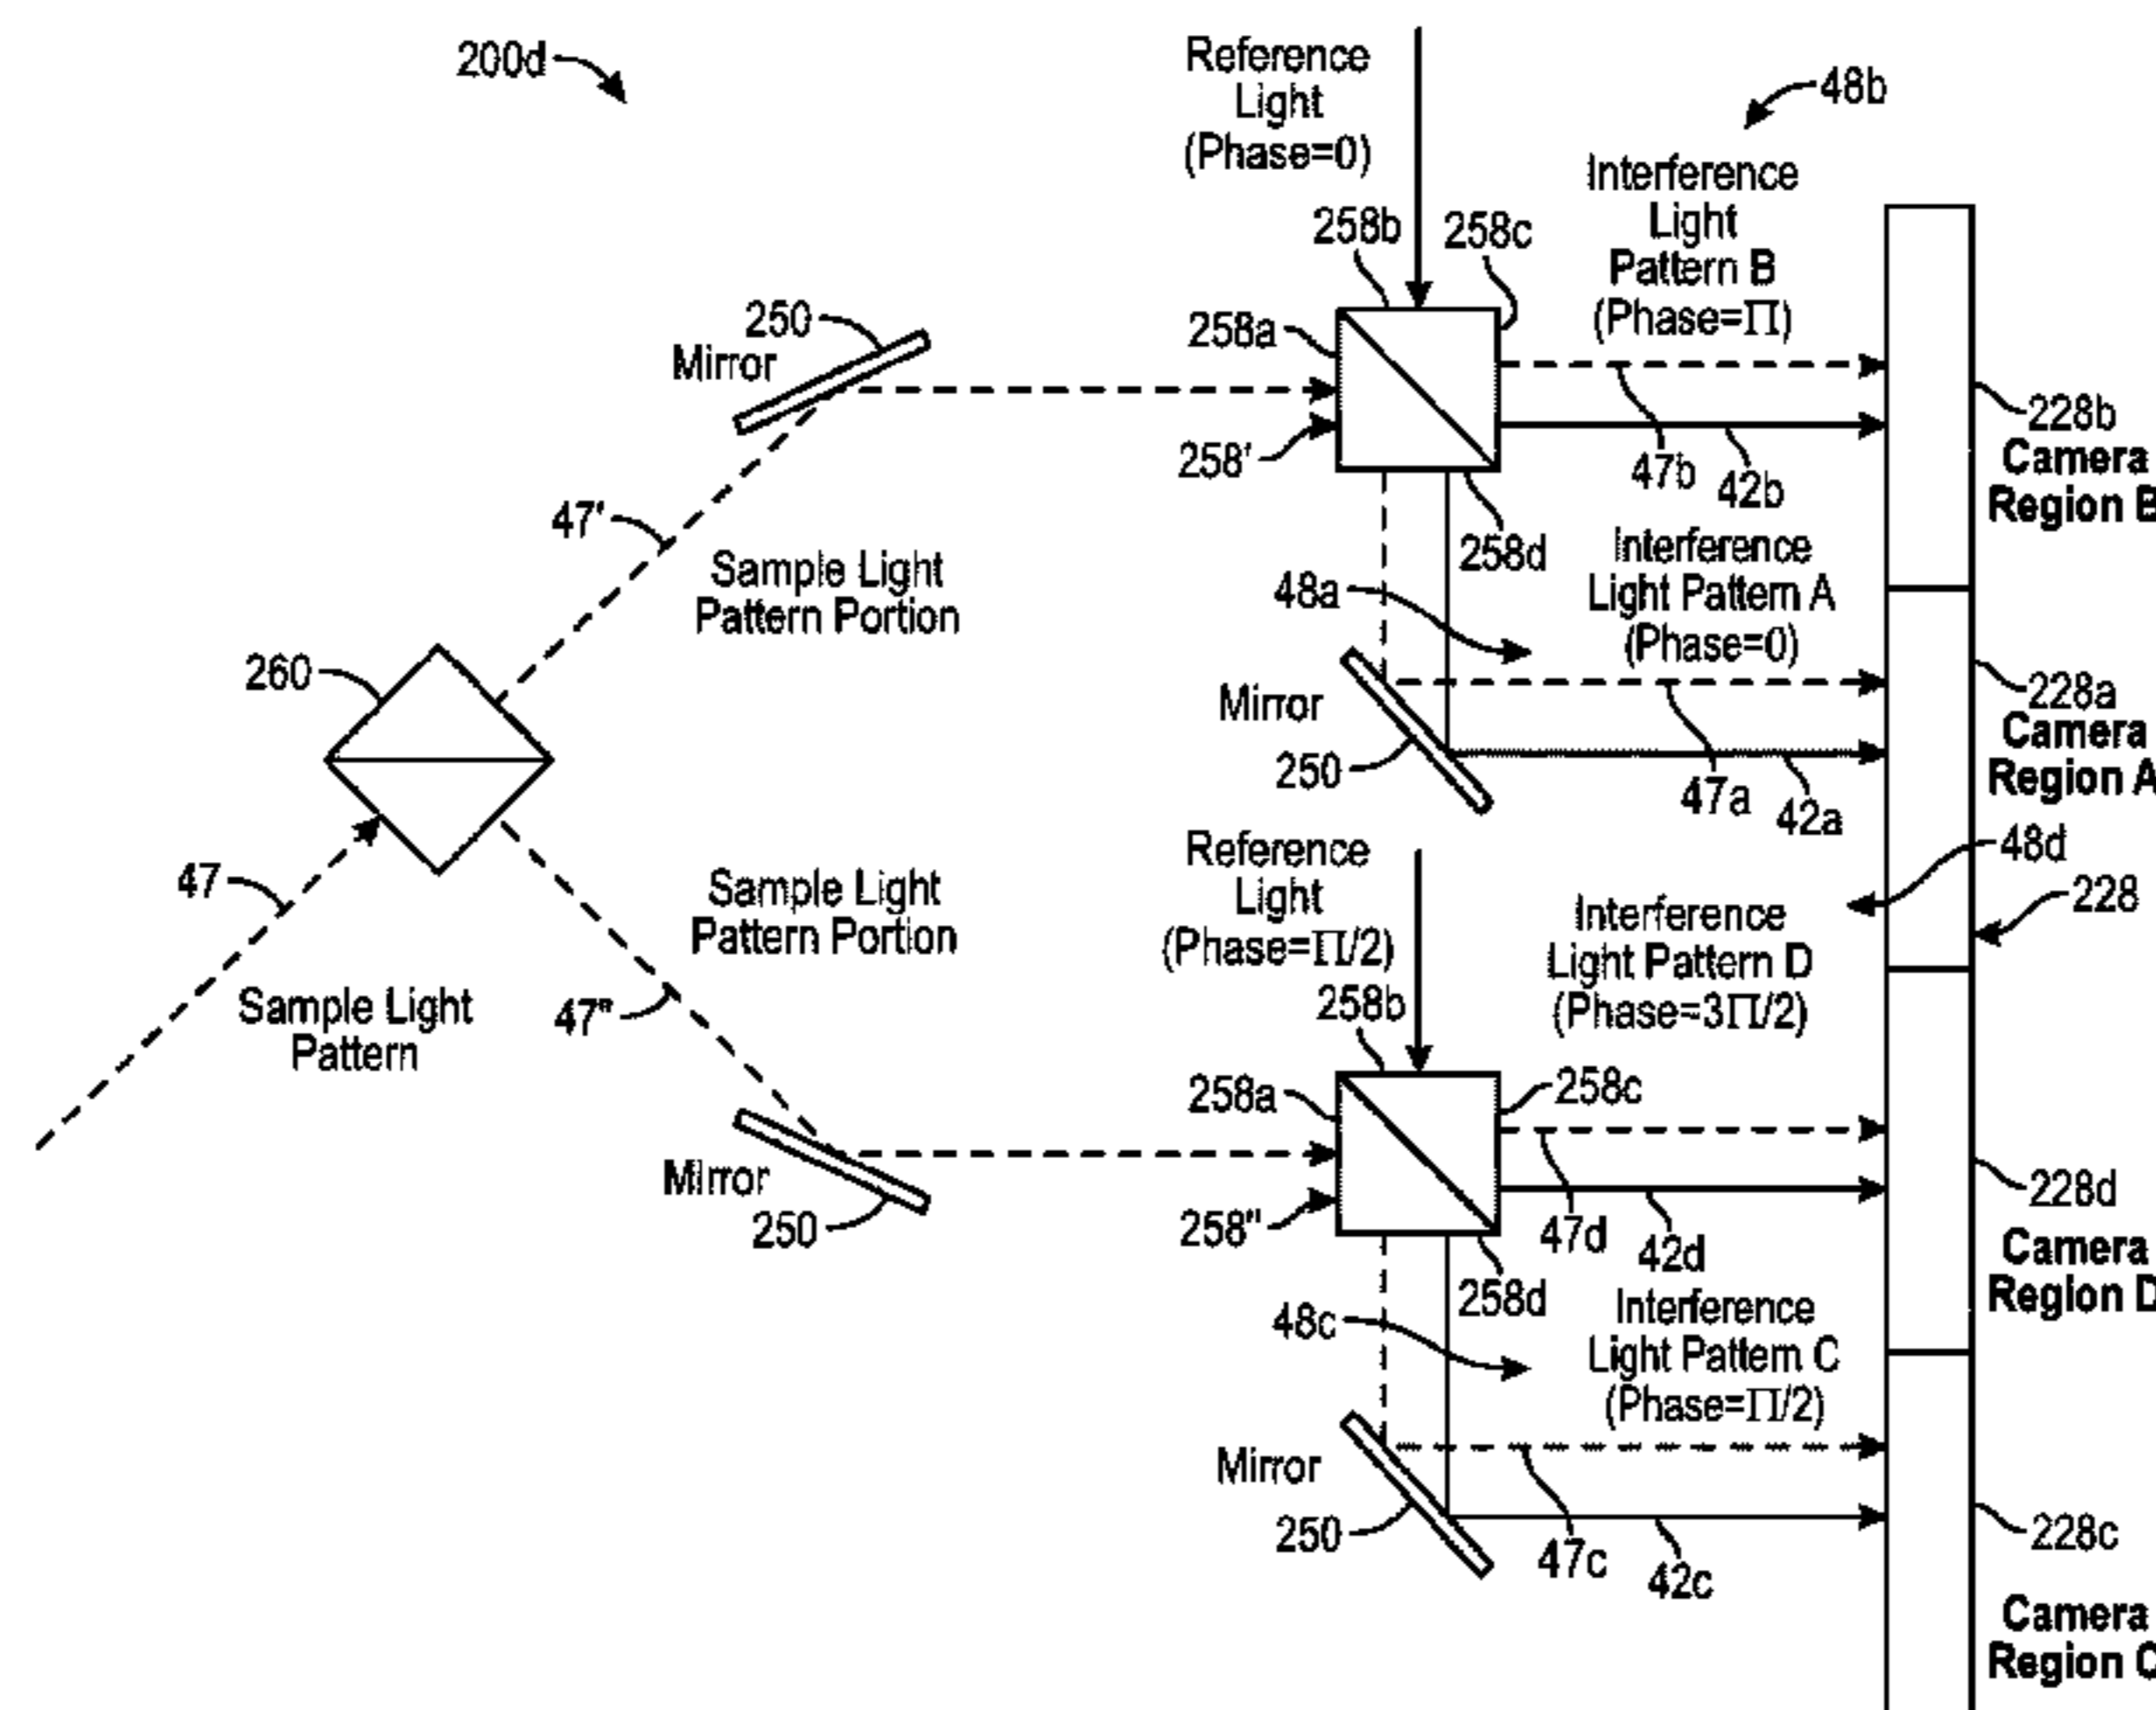 200d
Reference
Light
(Phase=0)
48b
Interference
Light
Pattern B
(Phase=Π)
258b
258c
250
Mirror
258a
258'
228b
Camera
Region B
47b
42b
47'
Sample Light
Pattern Portion
258d
Interference
Light Pattern A
(Phase=0)
48a
260
Mirror
250
228a
Camera
Region A
47a
42a
Reference
Light
(Phase=Π/2)
48d
228
47
Sample Light
Pattern Portion
Interference
Light Pattern D
(Phase=3Π/2)
Sample Light
Pattern
47"
258b
258a
258c
Mirror
250
258"
228d
Camera
Region D
47d
42d
258d
48c
Interference
Light Pattern C
(Phase=Π/2)
Mirror
250
47c
42c
228c
Camera
Region C